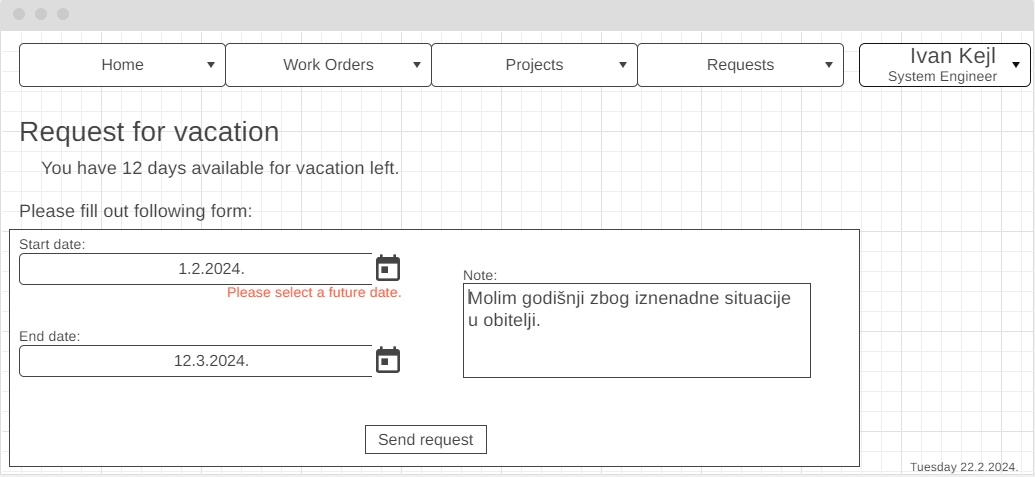 Home
Work Orders
Projects
Requests
Ivan Kejl
System Engineer
Request for vacation
You have 12 days available for vacation left.
Please fill out following form:
Start date:
1.2.2024.
Please select a future date.
End date:
12.3.2024.
Note:
Molim godišnji zbog iznenadne situacije
u obitelji.
Send request
Tuesday 22.2.2024.